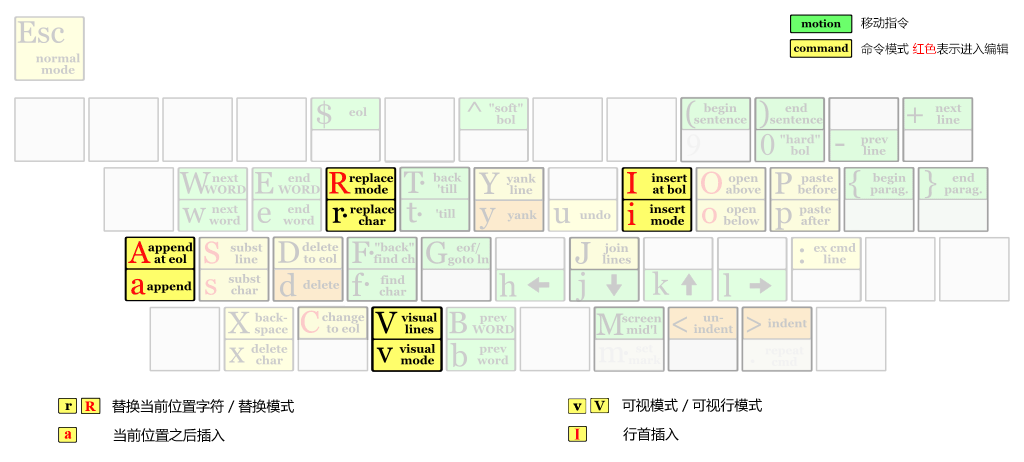 Esc
normal
mode
motion 移动指令
command 命令模式 红色表示进入编辑
$ eol
^ "soft" bol
( begin sentence
9
) end sentence
0 "hard" bol
- prev line
+ next line
W next WORD
w next word
E end WORD
e end word
R replace mode
r· replace char
T· back 'till
t· 'till
Y yank line
y yank
u undo
I insert at bol
i insert mode
O open above
o open below
P paste before
p paste after
{ begin parag.
} end parag.
A append at eol
a append
S subst line
s subst char
D delete to eol
d delete
F· "back" find ch
f· find char
G eof/ goto ln
h ←
J join lines
j ↓
k ↑
l →
: ex cmd line
X back-space
x delete char
C change to eol
V visual lines
v visual mode
B prev WORD
b prev word
M screen mid'l
m· set mark
< un-indent
> indent
. repeat cmd
r R 替换当前位置字符 / 替换模式
v V 可视模式 / 可视行模式
a 当前位置之后插入
I 行首插入